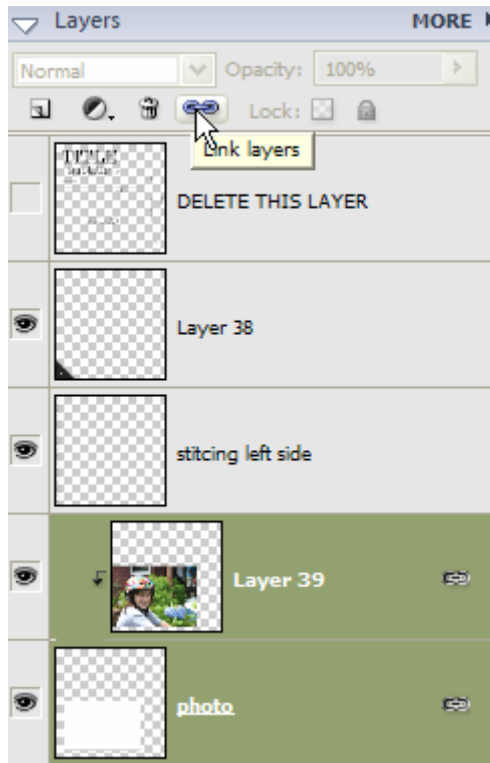 Layers MORE
Normal Opacity: 100%
Lock:
Link layers
TITLE
DELETE THIS LAYER
Layer 38
stitcing left side
Layer 39
photo